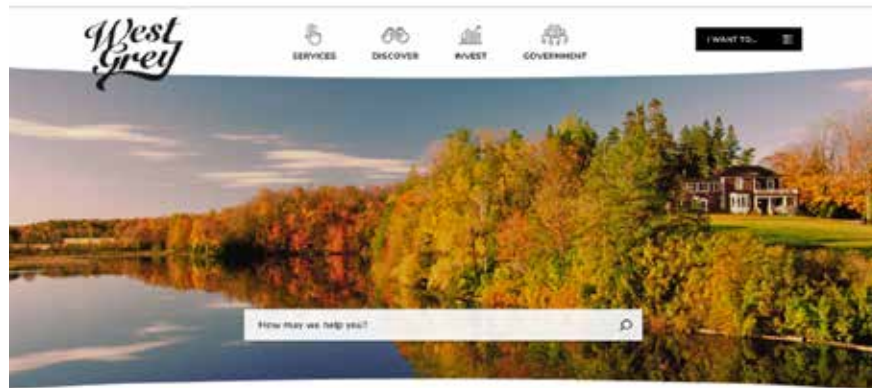 West
Grey
SERVICES
DISCOVER
INVEST
GOVERNMENT
I WANT TO...
How may we help you?